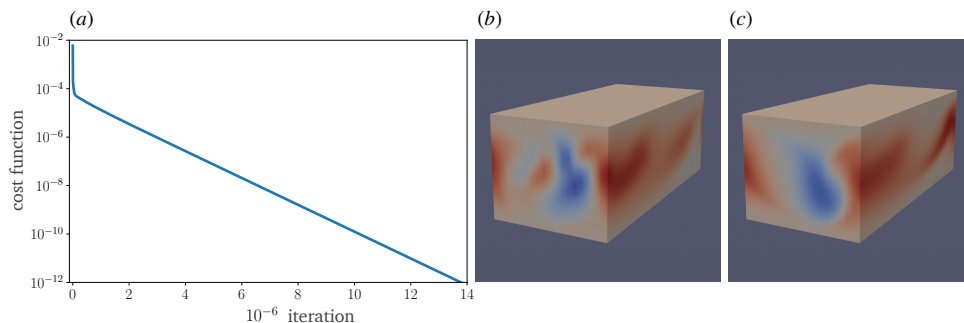 (a)
(b)
(c)
10⁻²
10⁻⁴
10⁻⁶
10⁻⁸
10⁻¹⁰
10⁻¹²
cost function
0 2 4 6 8 10 12 14
10⁻⁶ iteration